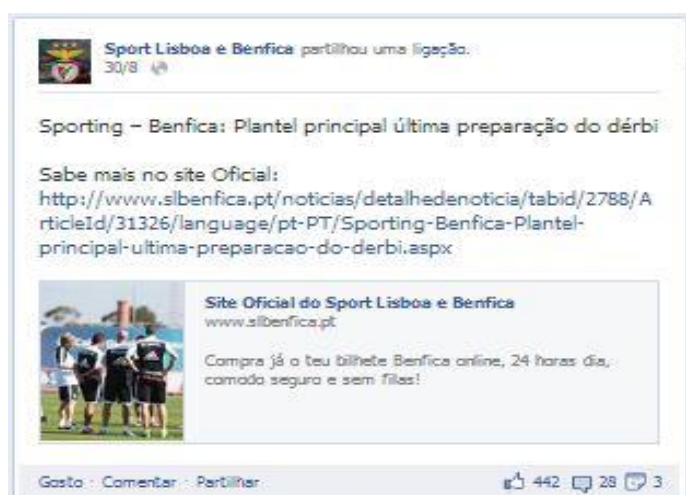 Sport Lisboa e Benfica partilhou uma ligação.
30/8
Sporting – Benfica: Plantel principal última preparação do dérbi
Sabe mais no site Oficial:
http://www.slbenfica.pt/noticias/detalhedenoticia/tabid/2788/A
rticleId/31326/language/pt-PT/Sporting-Benfica-Plantel-
principal-ultima-preparacao-do-derbi.aspx
Site Oficial do Sport Lisboa e Benfica
www.slbenfica.pt
Compra já o teu bilhete Benfica online, 24 horas dia,
comodo seguro e sem filas!
Gosto · Comentar · Partilhar 442 28 3